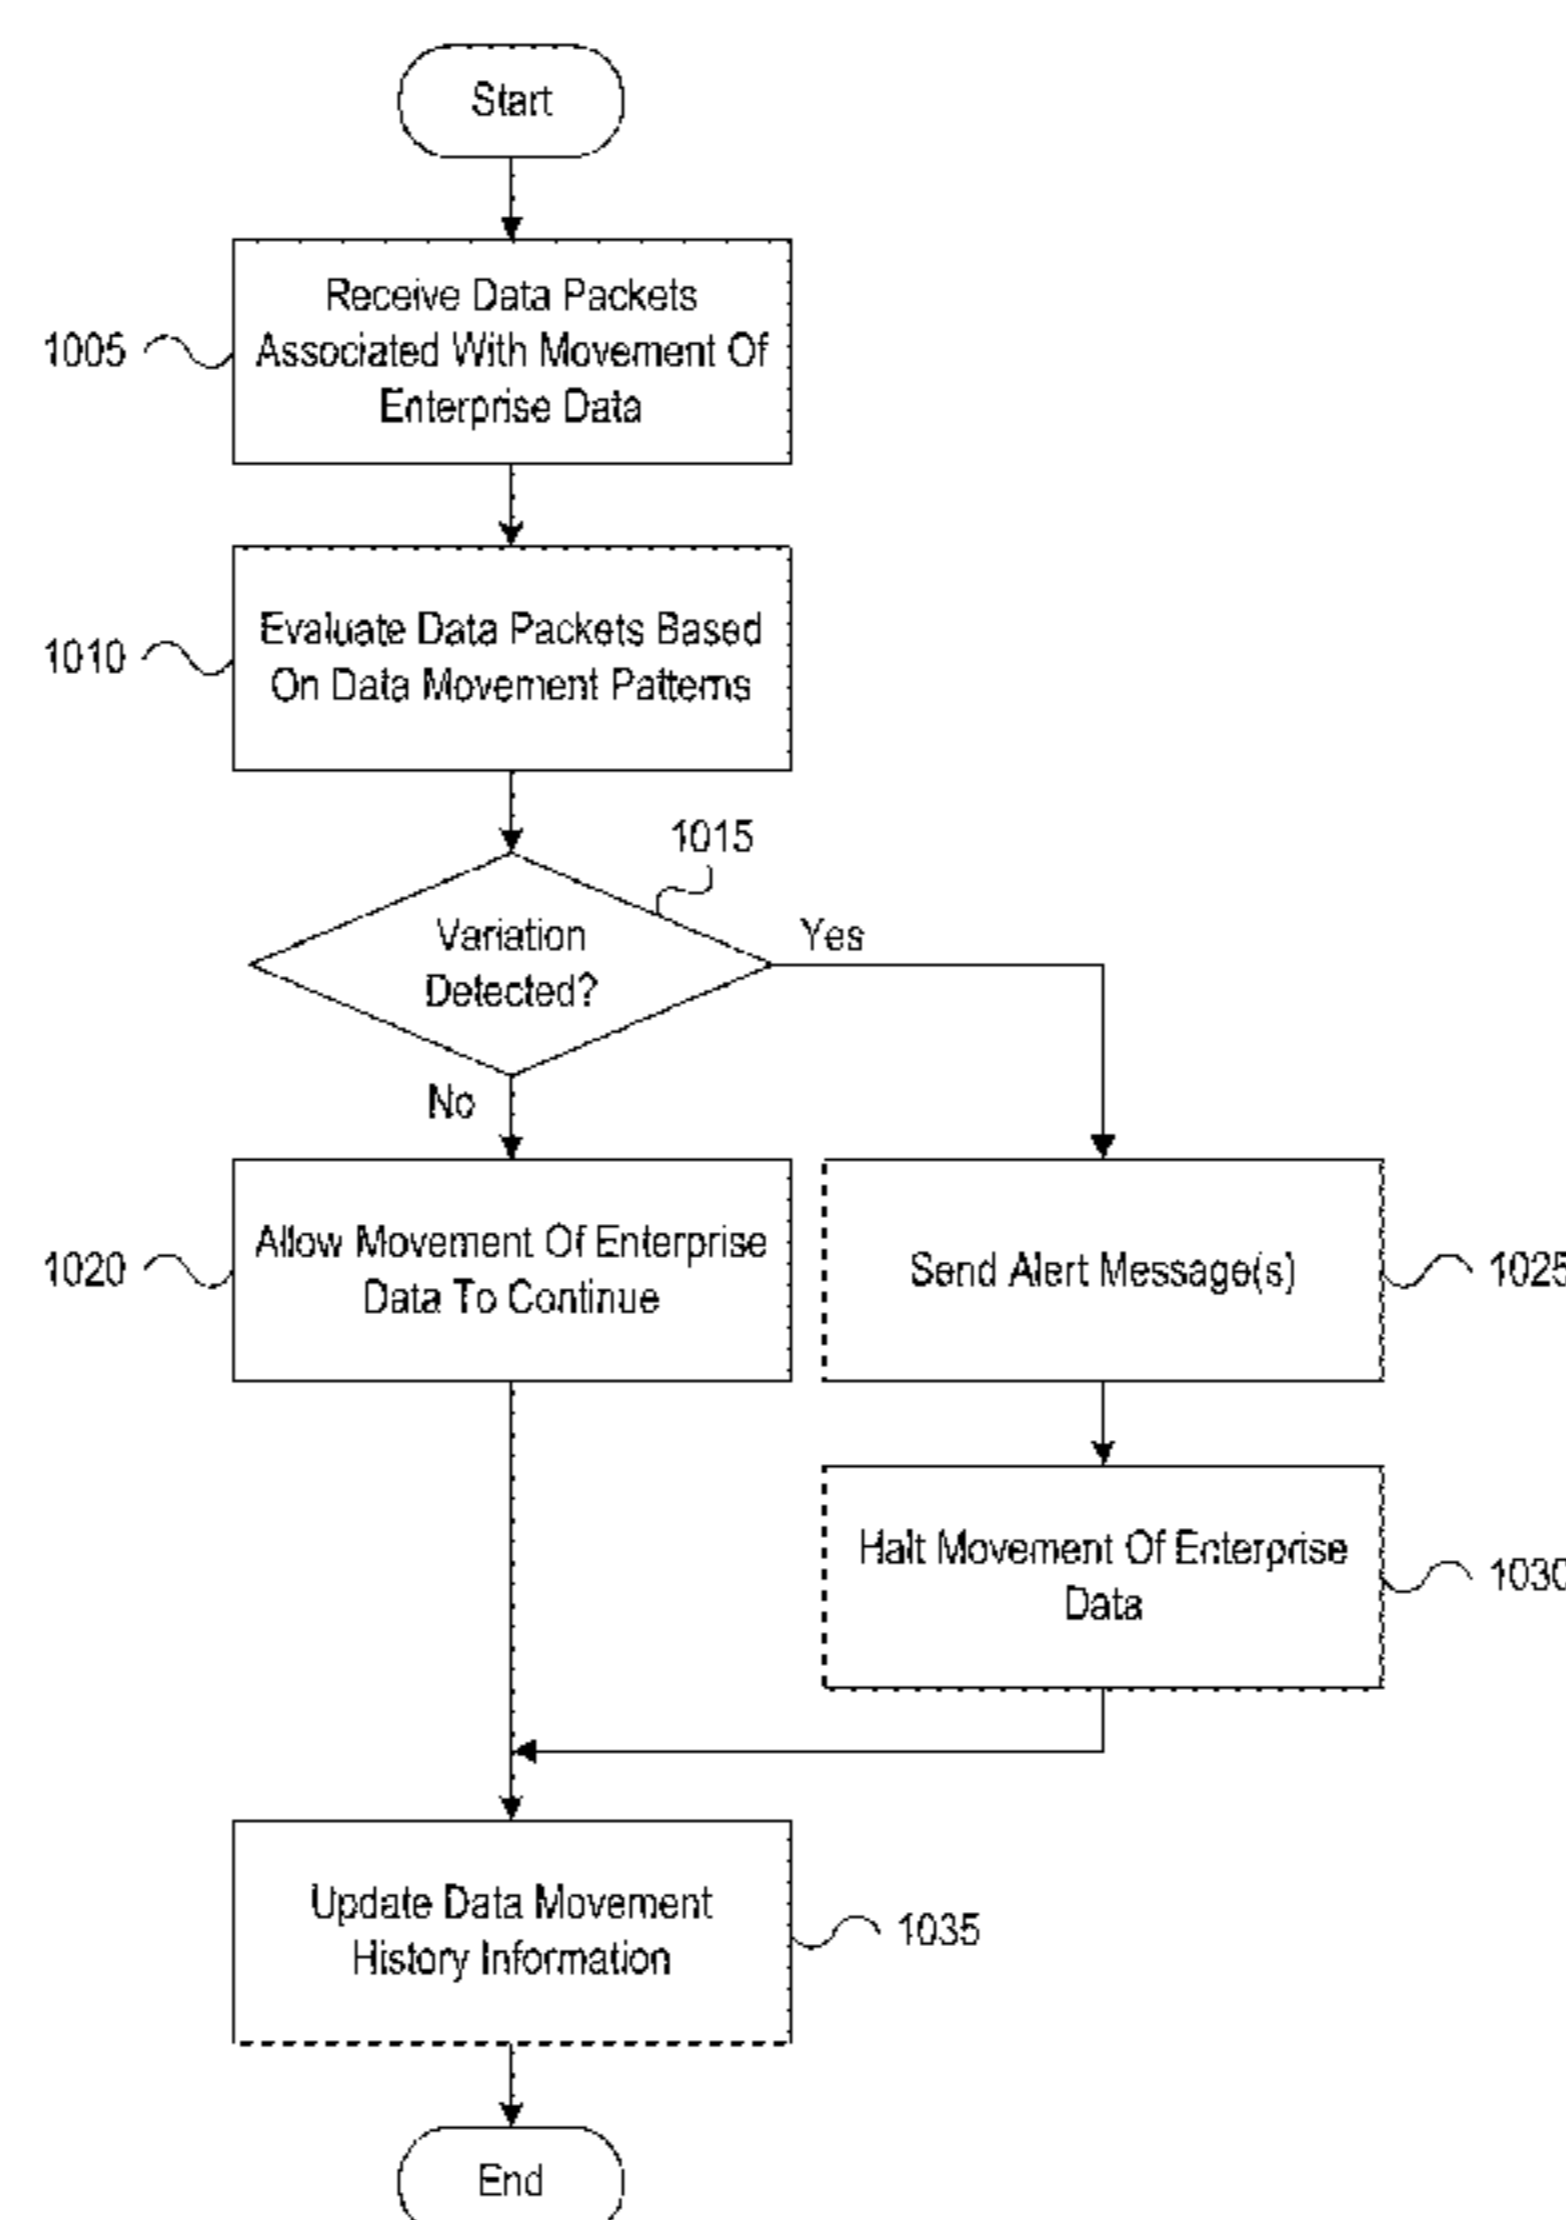 Start
Receive Data Packets
Associated With Movement Of
Enterprise Data
1005
Evaluate Data Packets Based
On Data Movement Patterns
1010
1015
Variation
Detected?
Yes
No
Allow Movement Of Enterprise
Data To Continue
1020
Send Alert Message(s)
1025
Halt Movement Of Enterprise
Data
1030
Update Data Movement
History Information
1035
End